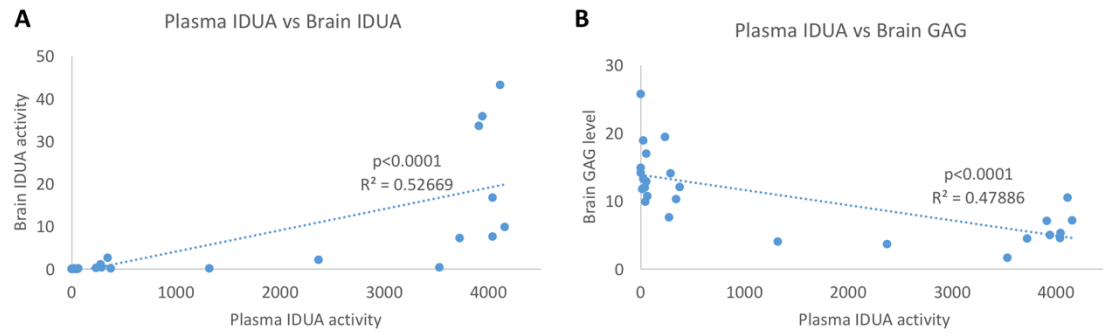 A
Plasma IDUA vs Brain IDUA
50
40
30
20
10
0
p<0.0001
R² = 0.52669
0
1000
2000
3000
4000
Brain IDUA activity
Plasma IDUA activity
B
Plasma IDUA vs Brain GAG
30
20
10
0
p<0.0001
R² = 0.47886
0
1000
2000
3000
4000
Brain GAG level
Plasma IDUA activity